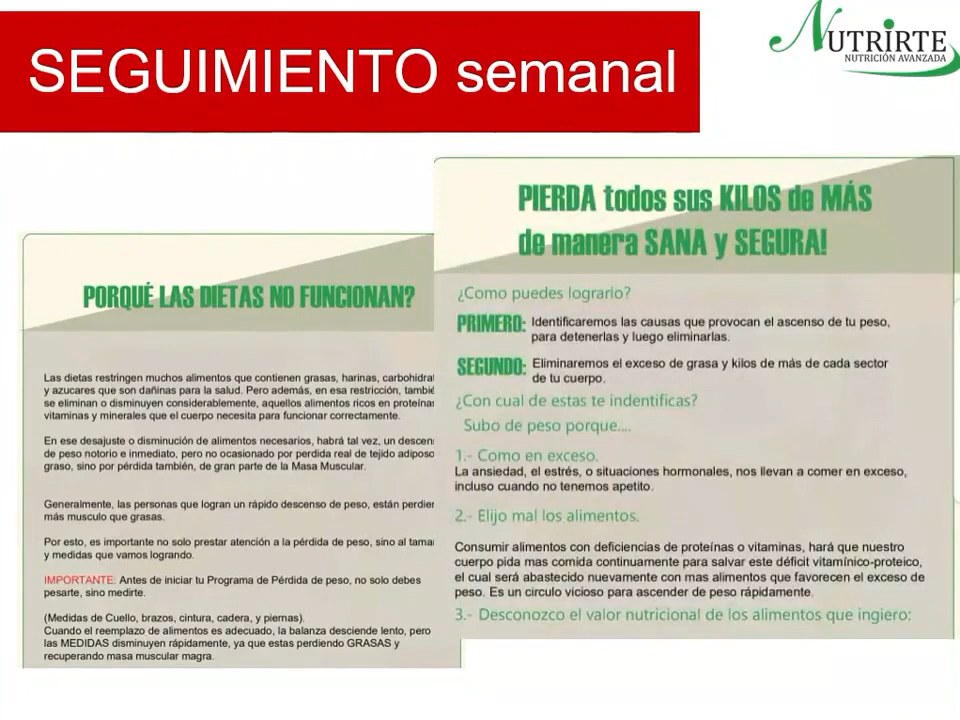 SEGUIMIENTO semanal
NUTRIRTE
NUTRICIÓN AVANZADA
PORQUÉ LAS DIETAS NO FUNCIONAN?
Las dietas restringen muchos alimentos que contienen grasas, harinas, carbohidrat
y azucares que son dañinas para la salud. Pero además, en esa restricción, tambié
se eliminan o disminuyen considerablemente, aquellos alimentos ricos en proteínas
vitaminas y minerales que el cuerpo necesita para funcionar correctamente.
En ese desajuste o disminución de alimentos necesarios, habrá tal vez, un descens
de peso notorio e inmediato, pero no ocasionado por perdida real de tejido adiposo
graso, sino por pérdida también, de gran parte de la Masa Muscular.
Generalmente, las personas que logran un rápido descenso de peso, están perdien
más musculo que grasas.
Por esto, es importante no solo prestar atención a la pérdida de peso, sino al tamañ
y medidas que vamos logrando.
IMPORTANTE: Antes de iniciar tu Programa de Pérdida de peso, no solo debes
pesarte, sino medirte.
(Medidas de Cuello, brazos, cintura, cadera, y piernas).
Cuando el reemplazo de alimentos es adecuado, la balanza desciende lento, pero
las MEDIDAS disminuyen rápidamente, ya que estas perdiendo GRASAS y
recuperando masa muscular magra.
PIERDA todos sus KILOS de MÁS
de manera SANA y SEGURA!
¿Como puedes lograrlo?
PRIMERO: Identificaremos las causas que provocan el ascenso de tu peso,
para detenerlas y luego eliminarlas.
SEGUNDO: Eliminaremos el exceso de grasa y kilos de más de cada sector
de tu cuerpo.
¿Con cual de estas te indentificas?
Subo de peso porque....
1.- Como en exceso.
La ansiedad, el estrés, o situaciones hormonales, nos llevan a comer en exceso,
incluso cuando no tenemos apetito.
2.- Elijo mal los alimentos.
Consumir alimentos con deficiencias de proteínas o vitaminas, hará que nuestro
cuerpo pida mas comida continuamente para salvar este déficit vitamínico-proteico,
el cual será abastecido nuevamente con mas alimentos que favorecen el exceso de
peso. Es un circulo vicioso para ascender de peso rápidamente.
3.- Desconozco el valor nutricional de los alimentos que ingiero: